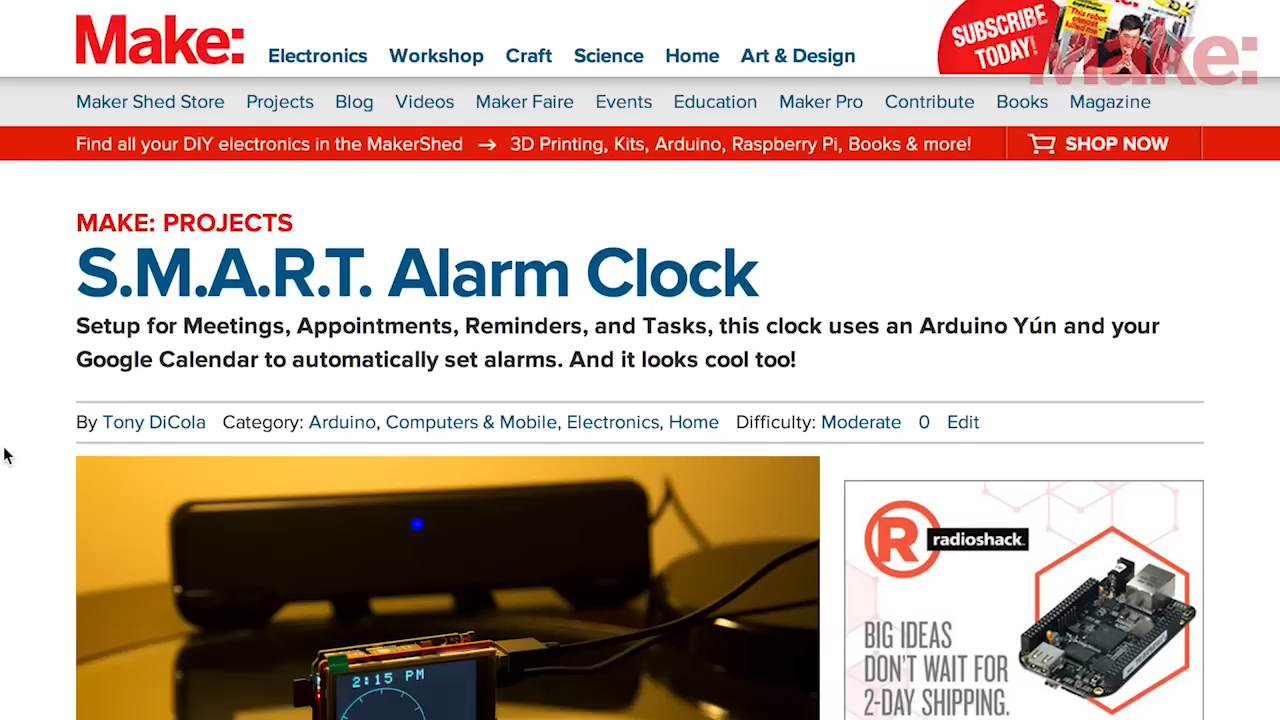 Make:
Electronics Workshop Craft Science Home Art & Design
SUBSCRIBE
TODAY!
Make:
Maker Shed Store Projects Blog Videos Maker Faire Events Education Maker Pro Contribute Books Magazine
Find all your DIY electronics in the MakerShed → 3D Printing, Kits, Arduino, Raspberry Pi, Books & more! SHOP NOW
MAKE: PROJECTS
S.M.A.R.T. Alarm Clock
Setup for Meetings, Appointments, Reminders, and Tasks, this clock uses an Arduino Yún and your
Google Calendar to automatically set alarms. And it looks cool too!
By Tony DiCola Category: Arduino, Computers & Mobile, Electronics, Home Difficulty: Moderate 0 Edit
2:15 PM
R radioshack.
BIG IDEAS
DON'T WAIT FOR
2-DAY SHIPPING.